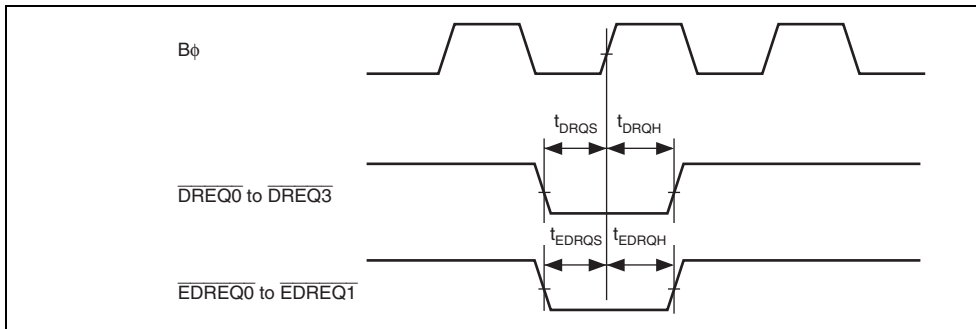 Bφ
tDRQS tDRQH
DREQ0 to DREQ3
tEDRQS tEDRQH
EDREQ0 to EDREQ1